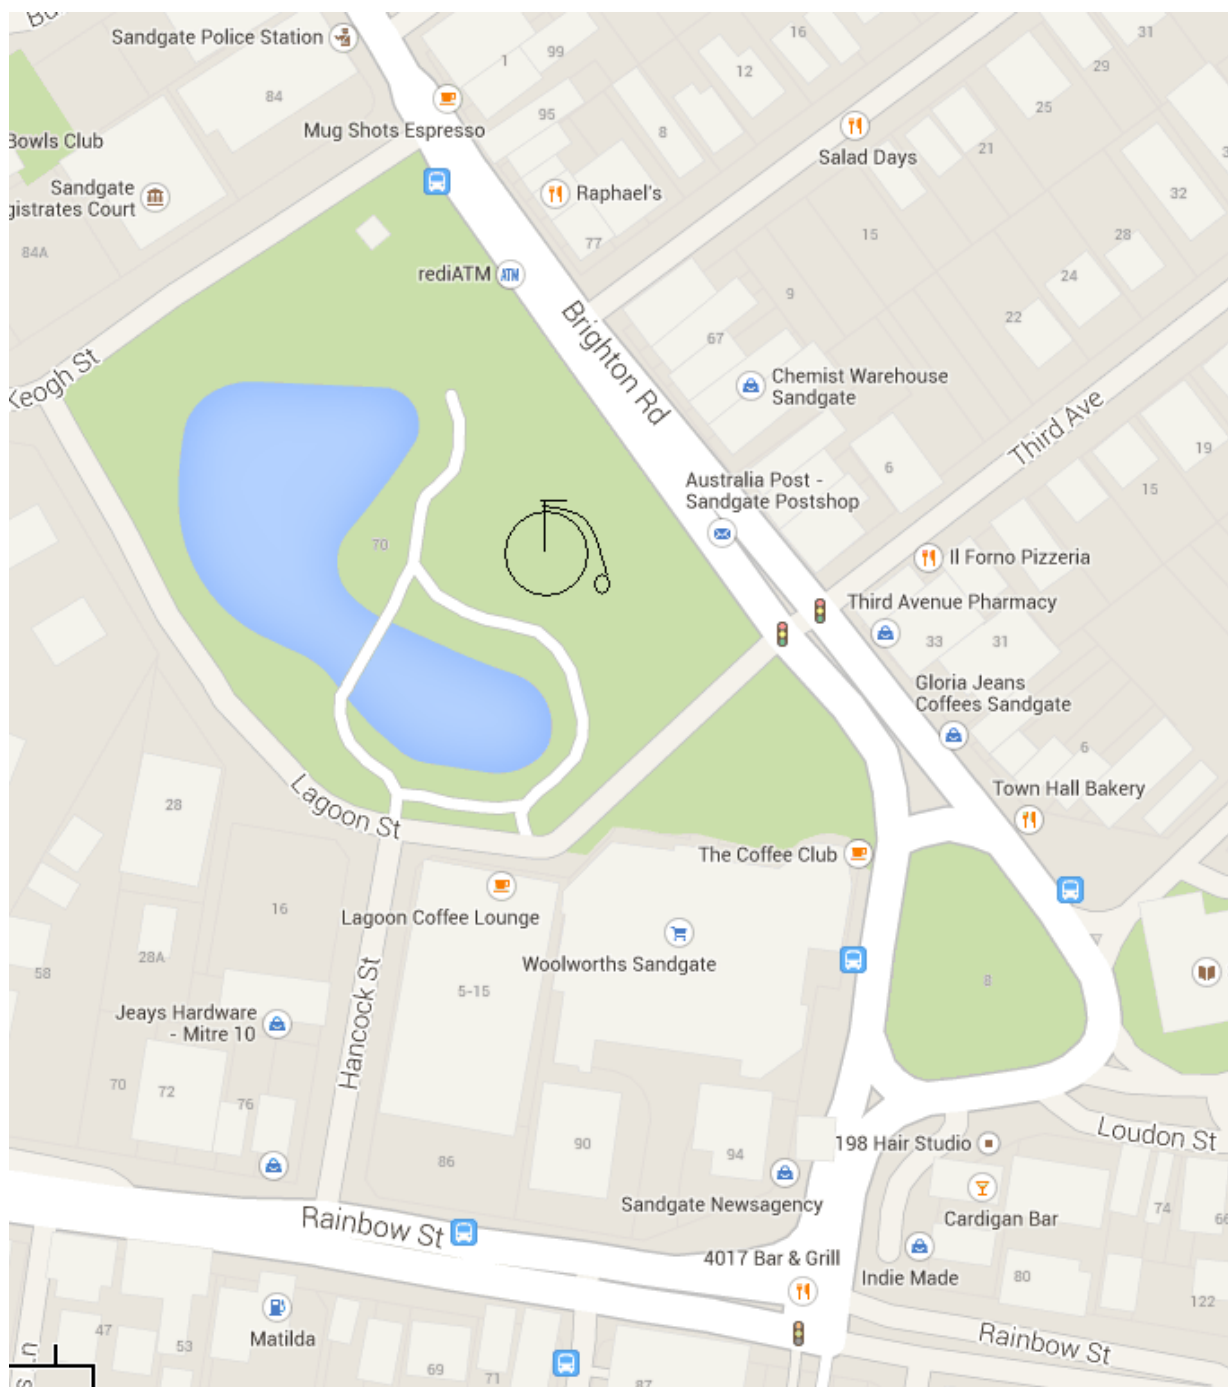 Sandgate Police Station
84
1
99
16
12
31
29
25
Mug Shots Espresso
95
8
Salad Days
21
Bowls Club
Sandgate
gistrates Court
Raphael's
32
84A
77
15
28
rediATM
ATM
9
24
22
Brighton Rd
67
Keogh St
Chemist Warehouse
Sandgate
Third Ave
19
6
15
Australia Post -
Sandgate Postshop
70
Il Forno Pizzeria
Third Avenue Pharmacy
33
31
Gloria Jeans
Coffees Sandgate
6
Town Hall Bakery
28
Lagoon St
The Coffee Club
Lagoon Coffee Lounge
16
Woolworths Sandgate
28A
58
5-15
8
Hancock St
Jeays Hardware
- Mitre 10
70
72
76
90
94
86
198 Hair Studio
Loudon St
Sandgate Newsagency
Cardigan Bar
74
66
Rainbow St
4017 Bar & Grill
Indie Made
80
122
Matilda
47
53
69
71
87
Rainbow St